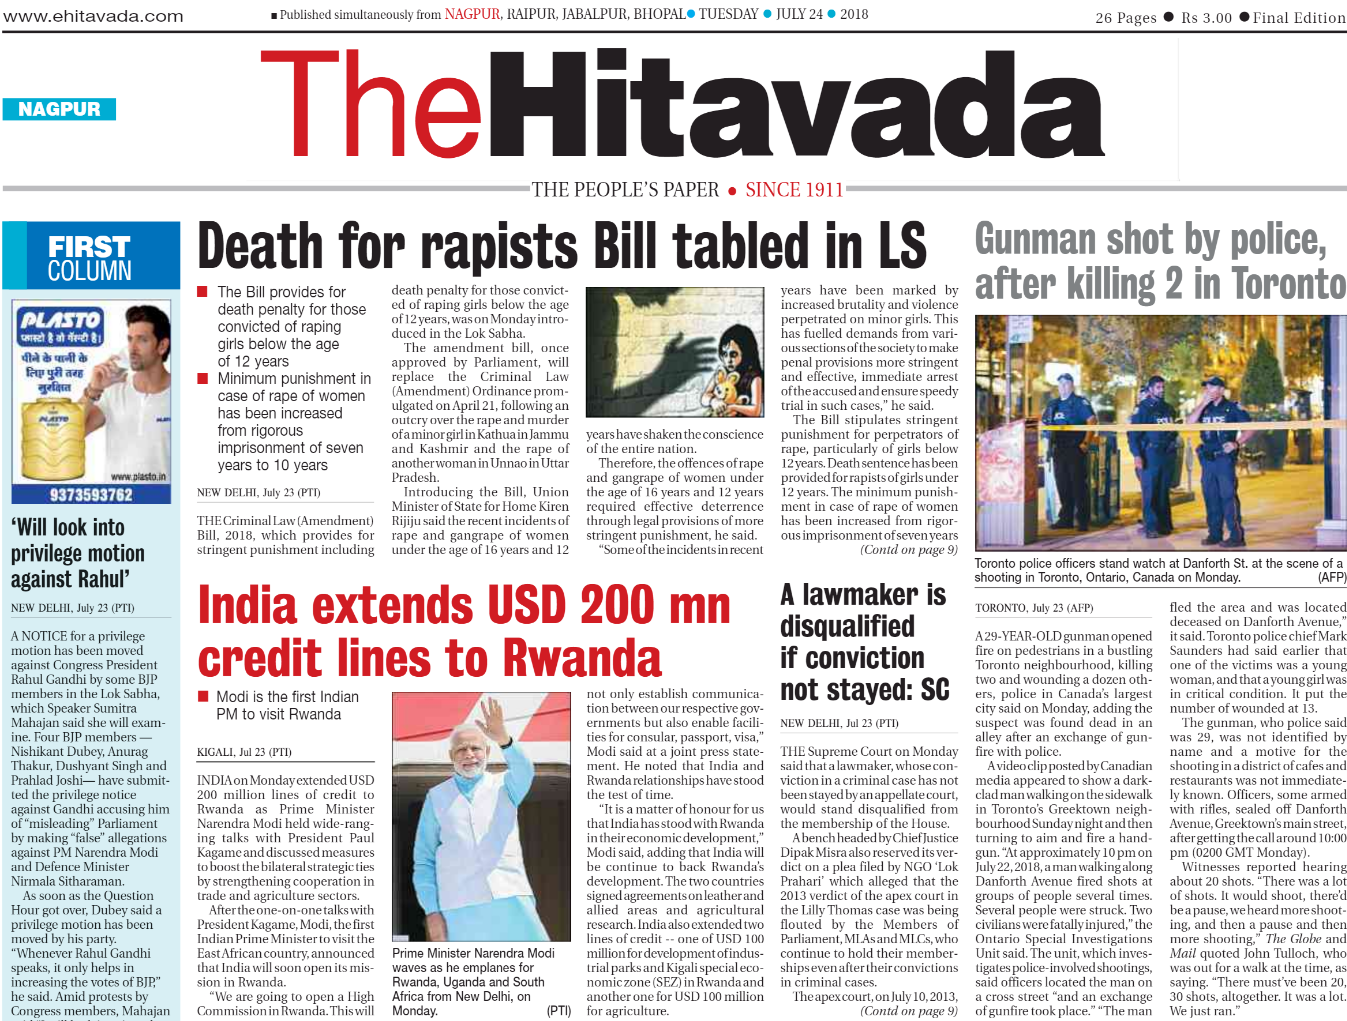 www.ehitavada.com
■ Published simultaneously from NAGPUR, RAIPUR, JABALPUR, BHOPAL ● TUESDAY ● JULY 24 ● 2018
26 Pages ● Rs 3.00 ● Final Edition
NAGPUR
TheHitavada
THE PEOPLE'S PAPER ● SINCE 1911
FIRST
COLUMN
PLASTO
फास्टो है वो गॅरंटी है।
पीने के पानी के
लिए पुरी तरह
सुरक्षित
PLASTO
www.plasto.in
9373593762
‘Will look into
privilege motion
against Rahul’
NEW DELHI, July 23 (PTI)
A NOTICE for a privilege
motion has been moved
against Congress President
Rahul Gandhi by some BJP
members in the Lok Sabha,
which Speaker Sumitra
Mahajan said she will exam-
ine. Four BJP members —
Nishikant Dubey, Anurag
Thakur, Dushyant Singh and
Prahlad Joshi— have submit-
ted the privilege notice
against Gandhi accusing him
of “misleading” Parliament
by making “false” allegations
against PM Narendra Modi
and Defence Minister
Nirmala Sitharaman.
As soon as the Question
Hour got over, Dubey said a
privilege motion has been
moved by his party.
“Whenever Rahul Gandhi
speaks, it only helps in
increasing the votes of BJP,”
he said. Amid protests by
Congress members, Mahajan
Death for rapists Bill tabled in LS
■ The Bill provides for
death penalty for those
convicted of raping
girls below the age
of 12 years
■ Minimum punishment in
case of rape of women
has been increased
from rigorous
imprisonment of seven
years to 10 years
NEW DELHI, July 23 (PTI)
THE Criminal Law (Amendment)
Bill, 2018, which provides for
stringent punishment including
death penalty for those convict-
ed of raping girls below the age
of 12 years, was on Monday intro-
duced in the Lok Sabha.
The amendment bill, once
approved by Parliament, will
replace the Criminal Law
(Amendment) Ordinance prom-
ulgated on April 21, following an
outcry over the rape and murder
of a minor girl in Kathua in Jammu
and Kashmir and the rape of
another woman in Unnao in Uttar
Pradesh.
Introducing the Bill, Union
Minister of State for Home Kiren
Rijiju said the recent incidents of
rape and gangrape of women
under the age of 16 years and 12
years have shaken the conscience
of the entire nation.
Therefore, the offences of rape
and gangrape of women under
the age of 16 years and 12 years
required effective deterrence
through legal provisions of more
stringent punishment, he said.
“Some of the incidents in recent
years have been marked by
increased brutality and violence
perpetrated on minor girls. This
has fuelled demands from vari-
ous sections of the society to make
penal provisions more stringent
and effective, immediate arrest
of the accused and ensure speedy
trial in such cases,” he said.
The Bill stipulates stringent
punishment for perpetrators of
rape, particularly of girls below
12 years. Death sentence has been
provided for rapists of girls under
12 years. The minimum punish-
ment in case of rape of women
has been increased from rigor-
ous imprisonment of seven years
(Contd on page 9)
India extends USD 200 mn
credit lines to Rwanda
■ Modi is the first Indian
PM to visit Rwanda
KIGALI, Jul 23 (PTI)
INDIA on Monday extended USD
200 million lines of credit to
Rwanda as Prime Minister
Narendra Modi held wide-rang-
ing talks with President Paul
Kagame and discussed measures
to boost the bilateral strategic ties
by strengthening cooperation in
trade and agriculture sectors.
After the one-on-one talks with
President Kagame, Modi, the first
Indian Prime Minister to visit the
East African country, announced
that India will soon open its mis-
sion in Rwanda.
“We are going to open a High
Commission in Rwanda. This will
Prime Minister Narendra Modi
waves as he emplanes for
Rwanda, Uganda and South
Africa from New Delhi, on
Monday. (PTI)
not only establish communica-
tion between our respective gov-
ernments but also enable facili-
ties for consular, passport, visa,”
Modi said at a joint press state-
ment. He noted that India and
Rwanda relationships have stood
the test of time.
“It is a matter of honour for us
that India has stood with Rwanda
in their economic development,”
Modi said, adding that India will
be continue to back Rwanda's
development. The two countries
signed agreements on leather and
allied areas and agricultural
research. India also extended two
lines of credit -- one of USD 100
million for development of indus-
trial parks and Kigali special eco-
nomic zone (SEZ) in Rwanda and
another one for USD 100 million
for agriculture.
A lawmaker is
disqualified
if conviction
not stayed: SC
NEW DELHI, Jul 23 (PTI)
THE Supreme Court on Monday
said that a lawmaker, whose con-
viction in a criminal case has not
been stayed by an appellate court,
would stand disqualified from
the membership of the House.
A bench headed by Chief Justice
Dipak Misra also reserved its ver-
dict on a plea filed by NGO ‘Lok
Prahari’ which alleged that the
2013 verdict of the apex court in
the Lilly Thomas case was being
flouted by the Members of
Parliament, MLAs and MLCs, who
continue to hold their member-
ships even after their convictions
in criminal cases.
The apex court, on July 10, 2013,
(Contd on page 9)
Gunman shot by police,
after killing 2 in Toronto
Toronto police officers stand watch at Danforth St. at the scene of a
shooting in Toronto, Ontario, Canada on Monday. (AFP)
TORONTO, July 23 (AFP)
A 29-YEAR-OLD gunman opened
fire on pedestrians in a bustling
Toronto neighbourhood, killing
two and wounding a dozen oth-
ers, police in Canada's largest
city said on Monday, adding the
suspect was found dead in an
alley after an exchange of gun-
fire with police.
A video clip posted by Canadian
media appeared to show a dark-
clad man walking on the sidewalk
in Toronto's Greektown neigh-
bourhood Sunday night and then
turning to aim and fire a hand-
gun. “At approximately 10 pm on
July 22, 2018, a man walking along
Danforth Avenue fired shots at
groups of people several times.
Several people were struck. Two
civilians were fatally injured,” the
Ontario Special Investigations
Unit said. The unit, which inves-
tigates police-involved shootings,
said officers located the man on
a cross street “and an exchange
of gunfire took place.” “The man
fled the area and was located
deceased on Danforth Avenue,”
it said. Toronto police chief Mark
Saunders had said earlier that
one of the victims was a young
woman, and that a young girl was
in critical condition. It put the
number of wounded at 13.
The gunman, who police said
was 29, was not identified by
name and a motive for the
shooting in a district of cafes and
restaurants was not immediate-
ly known. Officers, some armed
with rifles, sealed off Danforth
Avenue, Greektown's main street,
after getting the call around 10:00
pm (0200 GMT Monday).
Witnesses reported hearing
about 20 shots. “There was a lot
of shots. It would shoot, there'd
be a pause, we heard more shoot-
ing, and then a pause and then
more shooting,” The Globe and
Mail quoted John Tulloch, who
was out for a walk at the time, as
saying. “There must've been 20,
30 shots, altogether. It was a lot.
We just ran.”